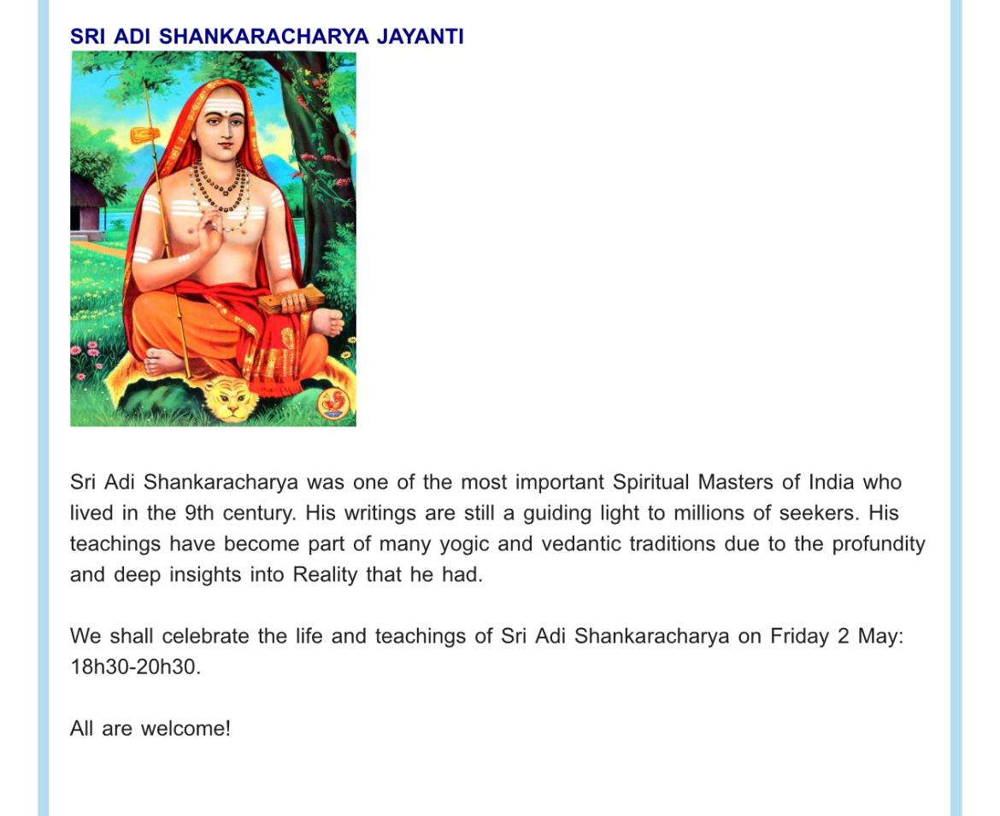 SRI ADI SHANKARACHARYA JAYANTI
Sri Adi Shankaracharya was one of the most important Spiritual Masters of India who
lived in the 9th century. His writings are still a guiding light to millions of seekers. His
teachings have become part of many yogic and vedantic traditions due to the profundity
and deep insights into Reality that he had.
We shall celebrate the life and teachings of Sri Adi Shankaracharya on Friday 2 May:
18h30-20h30.
All are welcome!